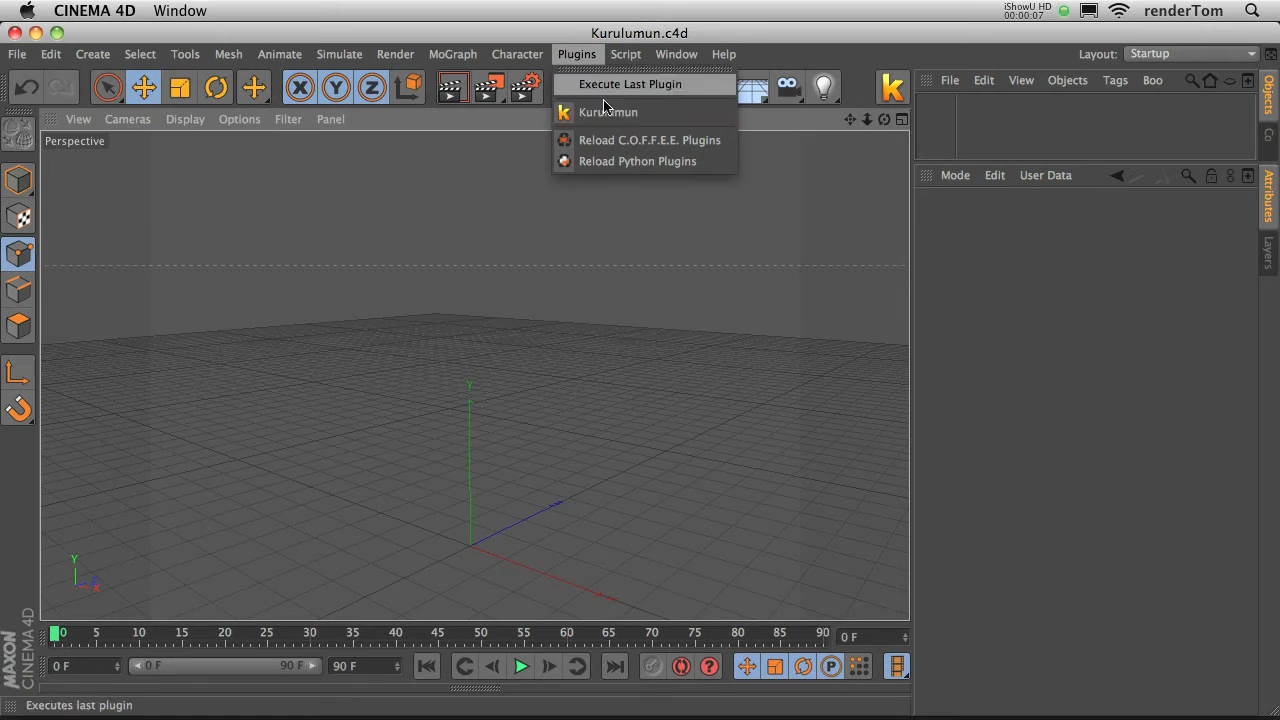 CINEMA 4D Window
iShowU HD
00:00:07
renderTom
Kurulumun.c4d
File Edit Create Select Tools Mesh Animate Simulate Render MoGraph Character Plugins Script Window Help
Layout: Startup
Execute Last Plugin
Kurulumun
Reload C.O.F.F.E.E. Plugins
Reload Python Plugins
X Y Z
k
File Edit View Objects Tags Boo
Objects
Co
View Cameras Display Options Filter Panel
Perspective
Mode Edit User Data
Attributes
Layers
Y
Y
Z
X
0 5 10 15 20 25 30 35 40 45 50 55 60 65 70 75 80 85 90
0 F
0 F
0 F
90 F
90 F
P
MAXON
CINEMA 4D
Executes last plugin